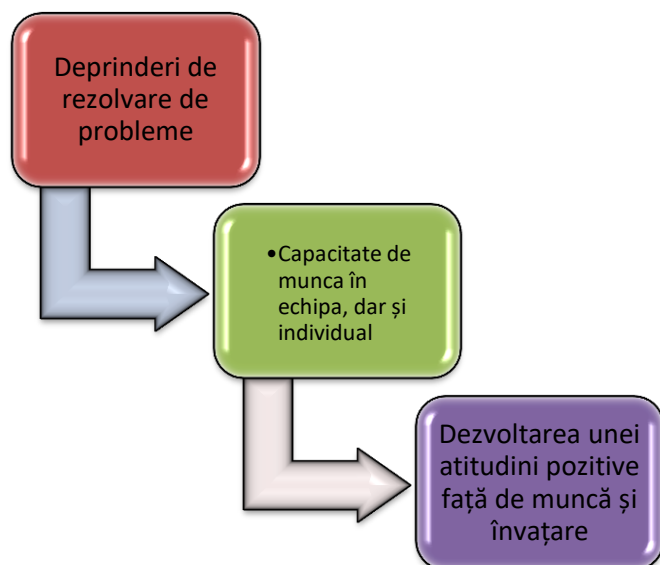 Deprinderi de
rezolvare de
probleme
•Capacitate de
munca în
echipa, dar și
individual
Dezvoltarea unei
atitudini pozitive
față de muncă și
învațare